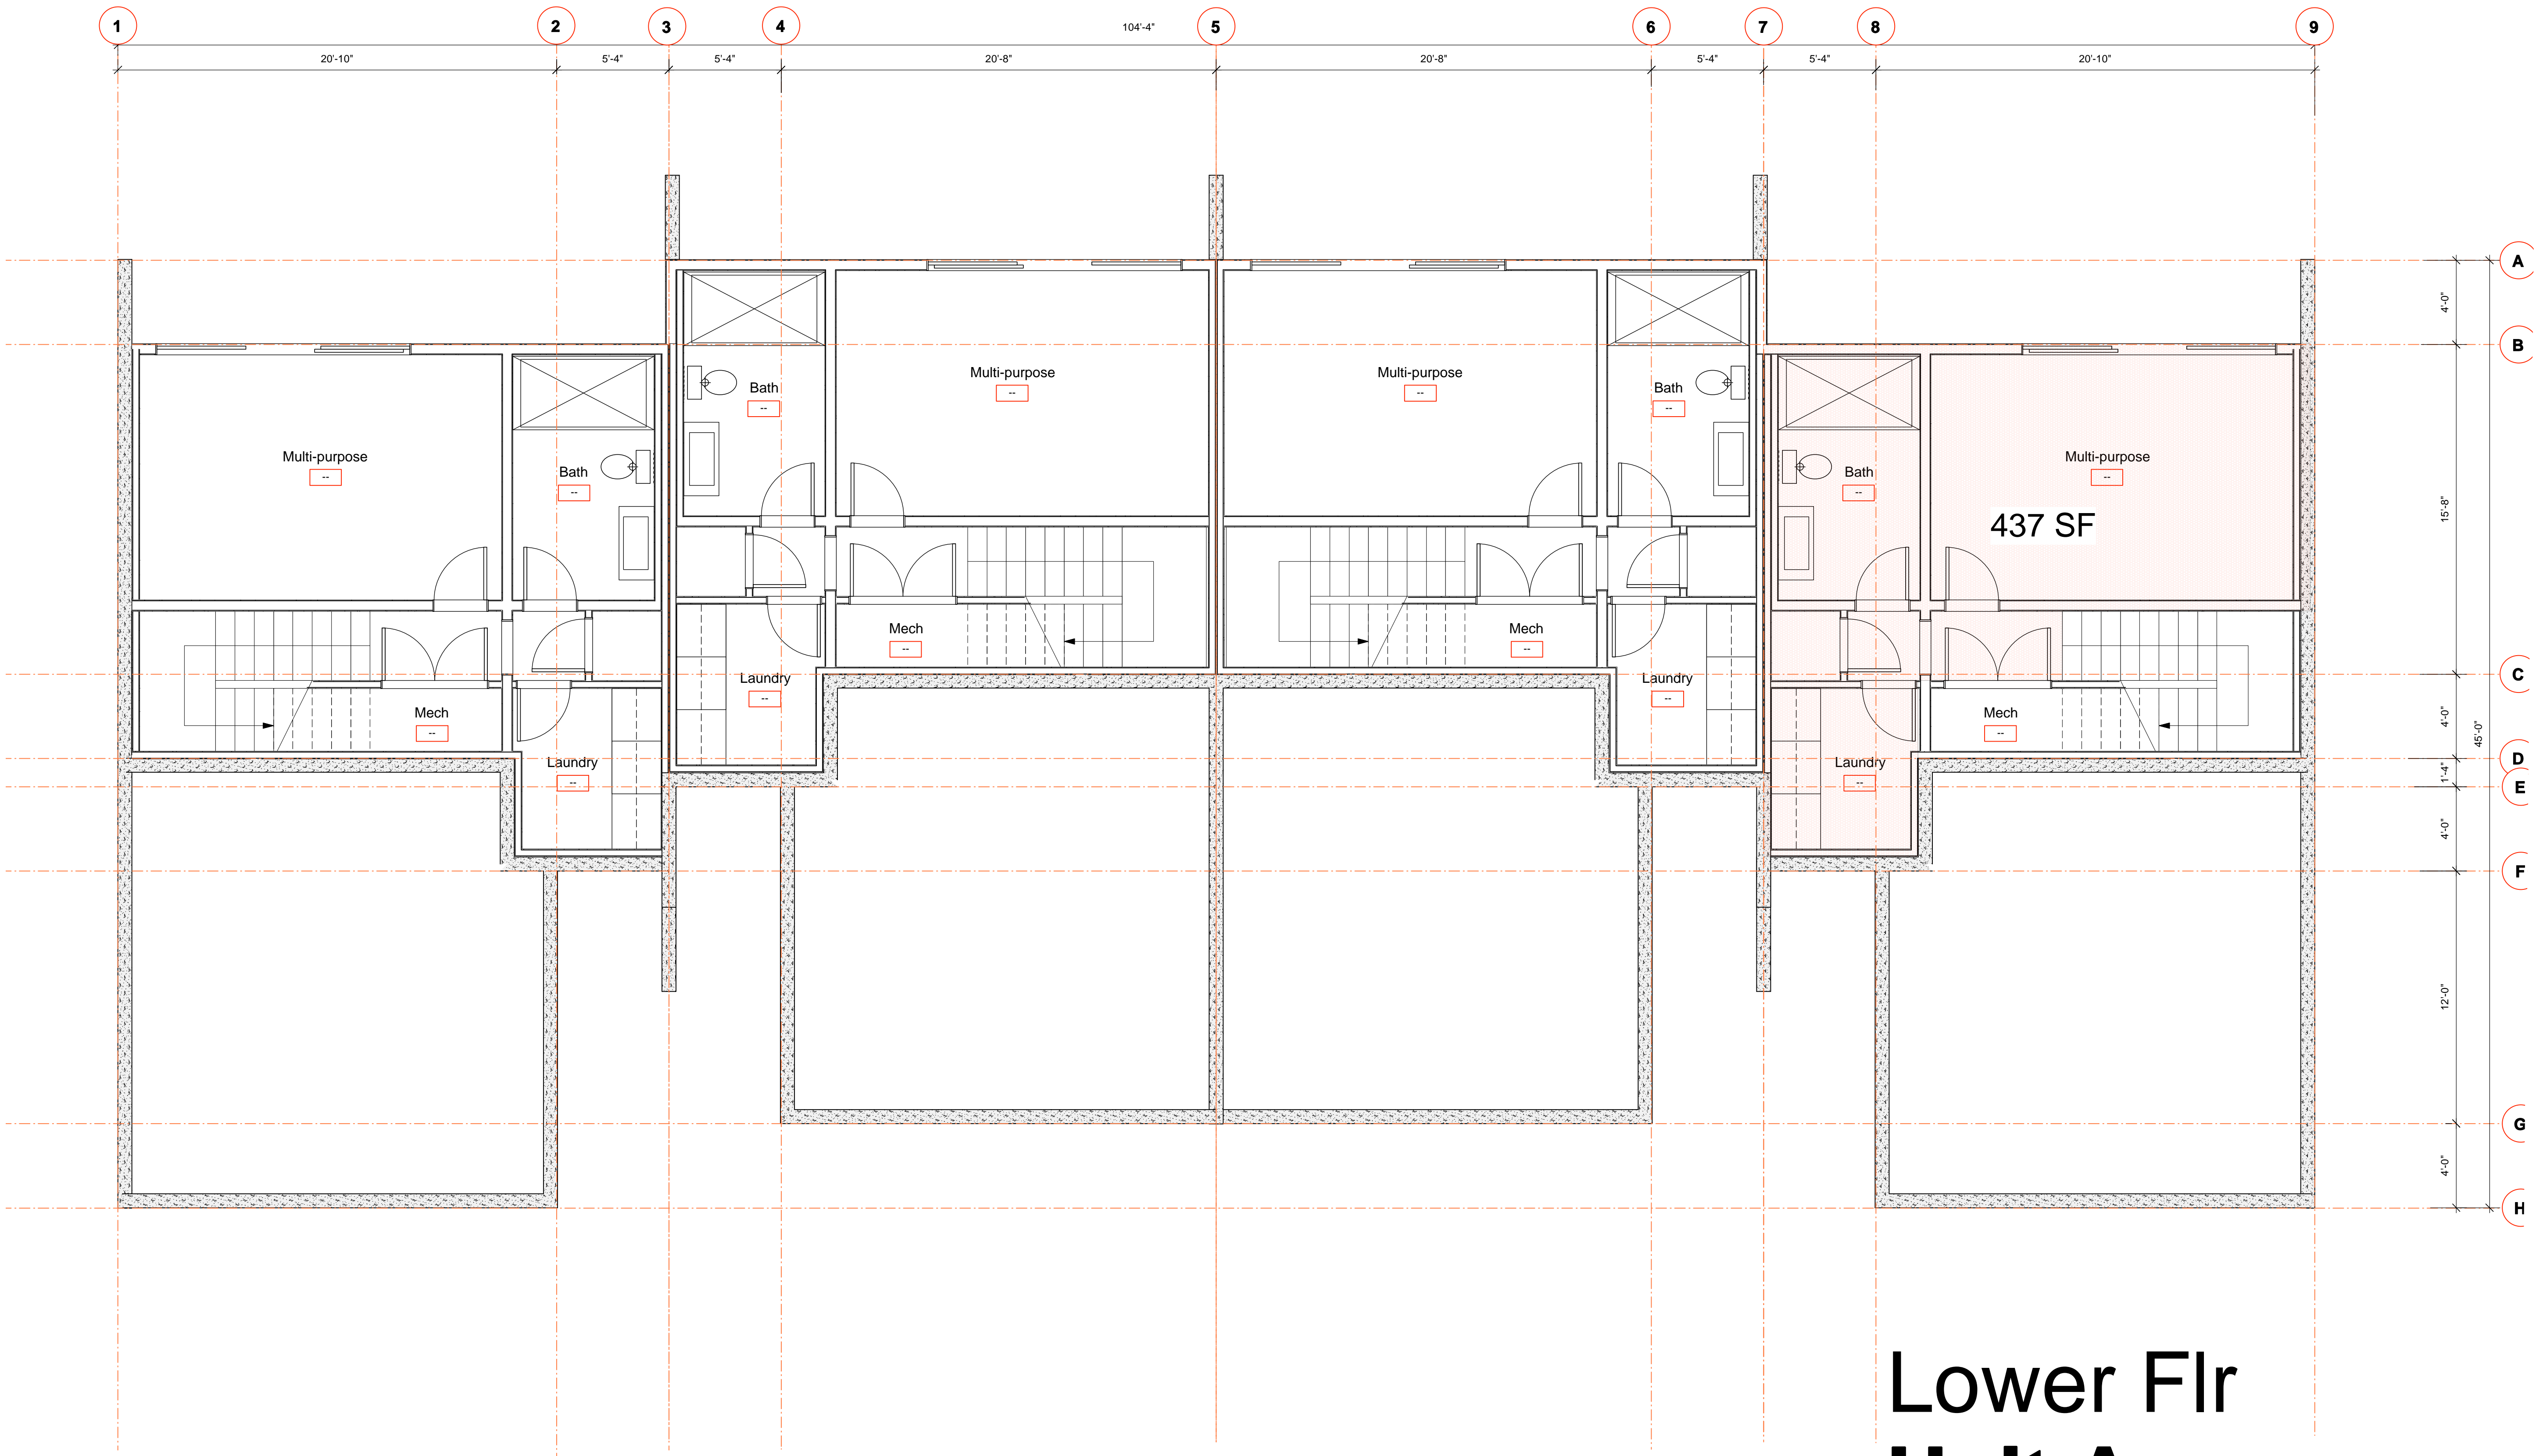 1 2 3 4 5 6 7 8 9
104'-4"
20'-10" 5'-4" 5'-4" 20'-8" 20'-8" 5'-4" 5'-4" 20'-10"
A
4'-0"
B
Multi-purpose
--
Bath
--
Mech
--
Laundry
--
Bath
--
Multi-purpose
--
Mech
--
Laundry
--
Multi-purpose
--
Bath
--
Mech
--
Laundry
--
Bath
--
Multi-purpose
--
437 SF
Mech
--
Laundry
--
15'-8"
C
4'-0"
45'-0"
D
1'-4"
E
4'-0"
F
12'-0"
G
4'-0"
H
Lower Flr